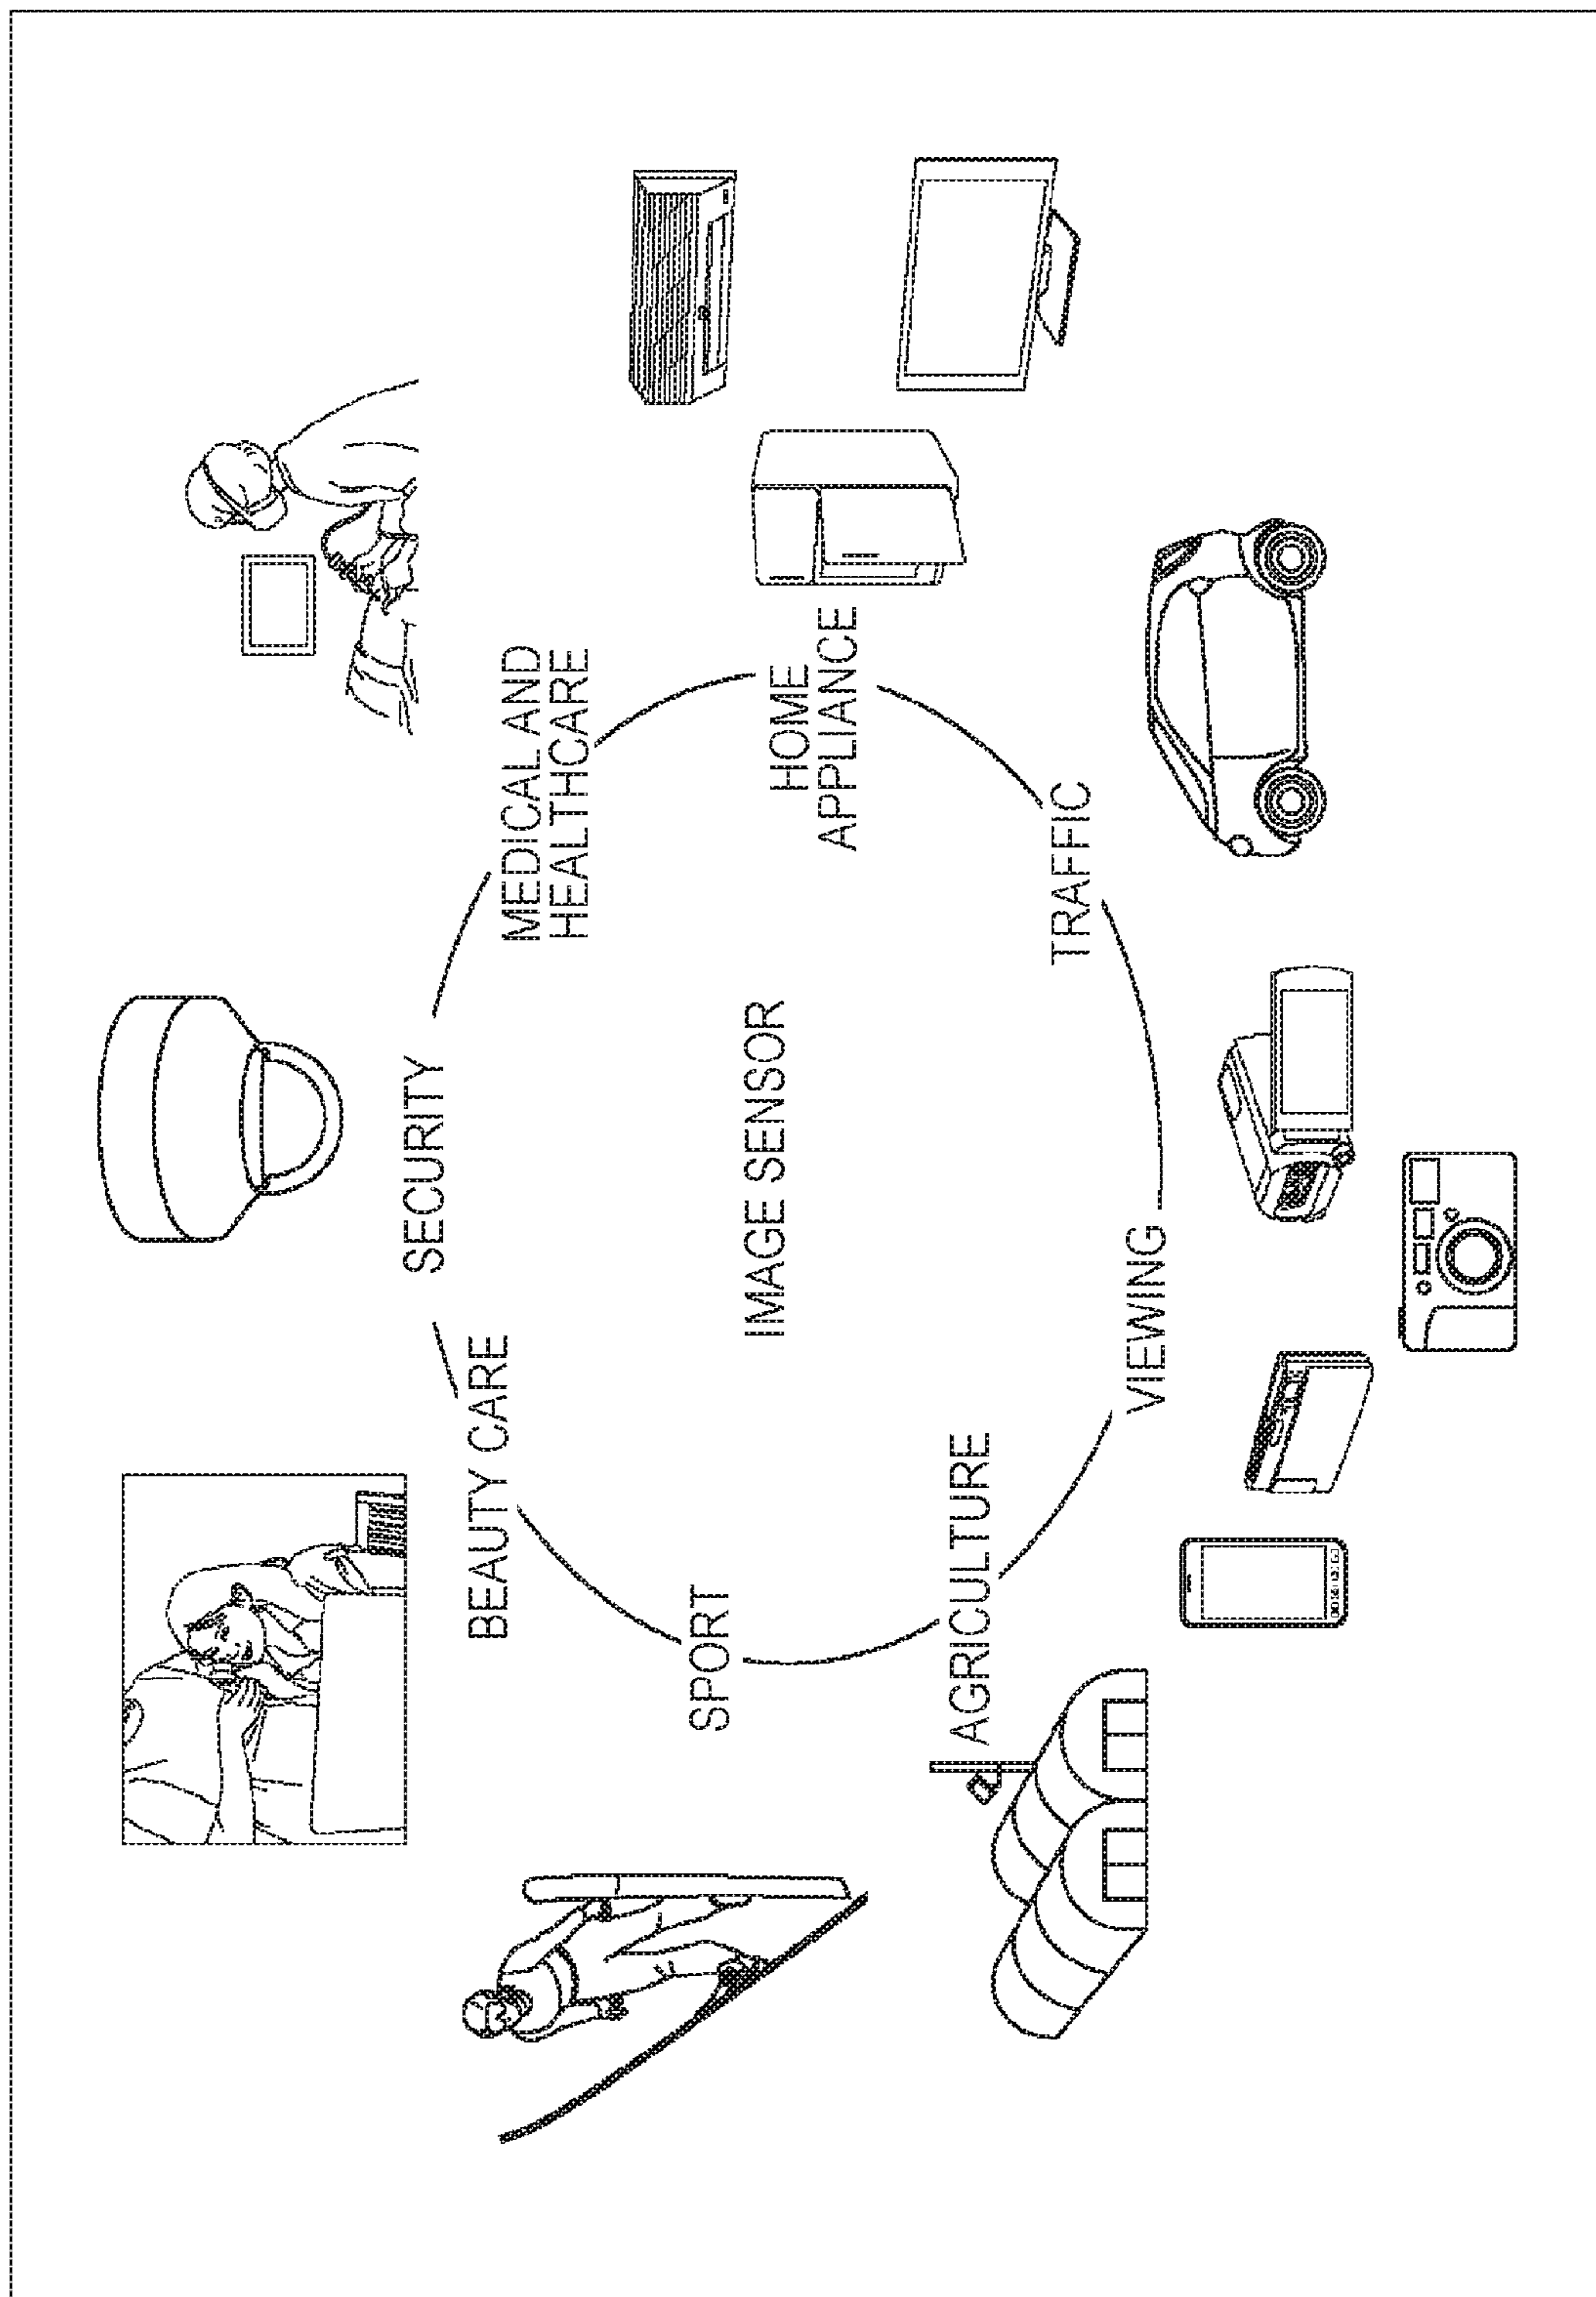 SECURITY
MEDICAL AND
HEALTHCARE
BEAUTY CARE
SPORT
IMAGE SENSOR
HOME
APPLIANCE
AGRICULTURE
TRAFFIC
VIEWING